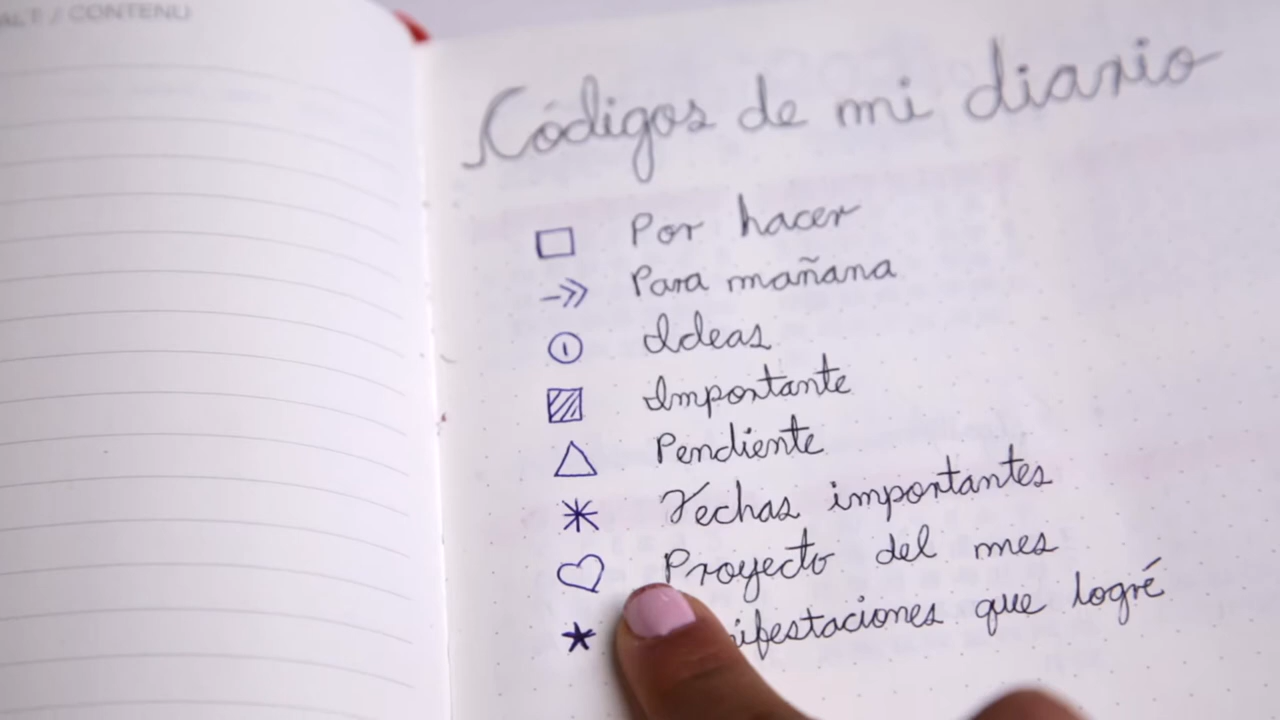 ALT / CONTENU
Códigos de mi diario
Por hacer
Para mañana
Ideas
Importante
Pendiente
Fechas importantes
Proyecto del mes
que logré